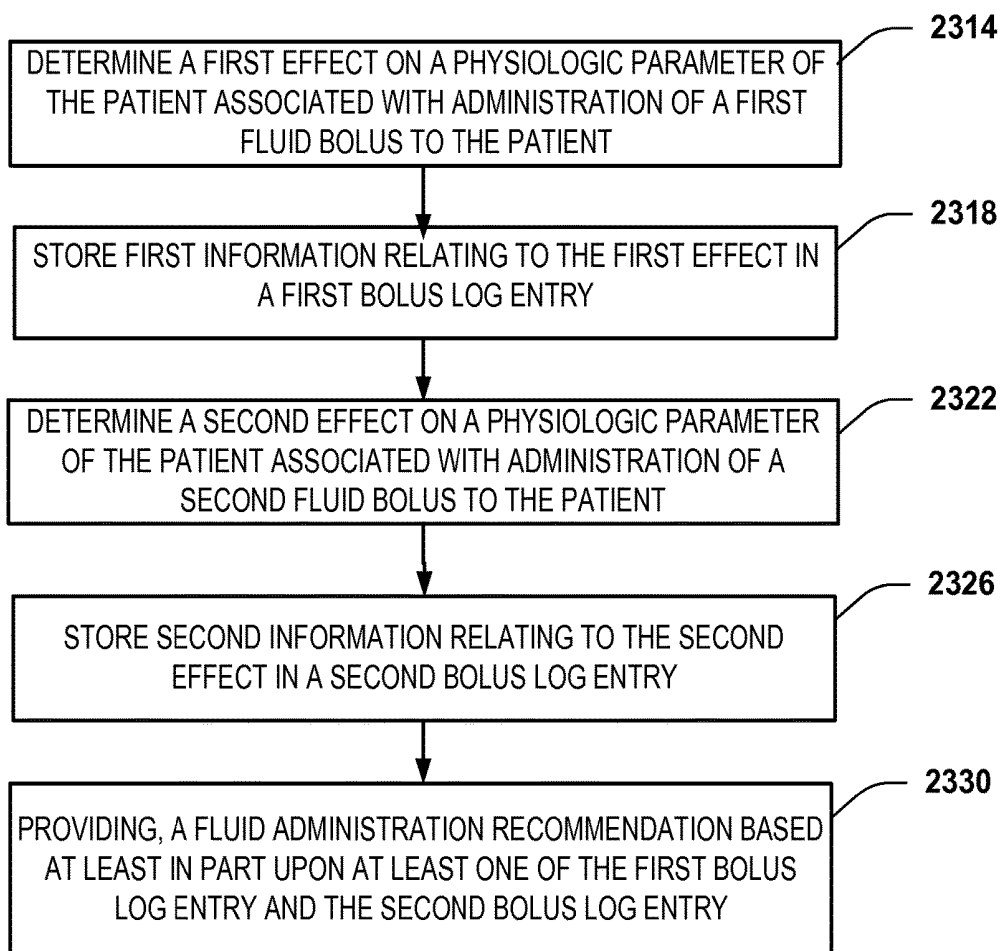 2314
DETERMINE A FIRST EFFECT ON A PHYSIOLOGIC PARAMETER OF
THE PATIENT ASSOCIATED WITH ADMINISTRATION OF A FIRST
FLUID BOLUS TO THE PATIENT
2318
STORE FIRST INFORMATION RELATING TO THE FIRST EFFECT IN
A FIRST BOLUS LOG ENTRY
2322
DETERMINE A SECOND EFFECT ON A PHYSIOLOGIC PARAMETER
OF THE PATIENT ASSOCIATED WITH ADMINISTRATION OF A
SECOND FLUID BOLUS TO THE PATIENT
2326
STORE SECOND INFORMATION RELATING TO THE SECOND
EFFECT IN A SECOND BOLUS LOG ENTRY
2330
PROVIDING, A FLUID ADMINISTRATION RECOMMENDATION BASED
AT LEAST IN PART UPON AT LEAST ONE OF THE FIRST BOLUS
LOG ENTRY AND THE SECOND BOLUS LOG ENTRY